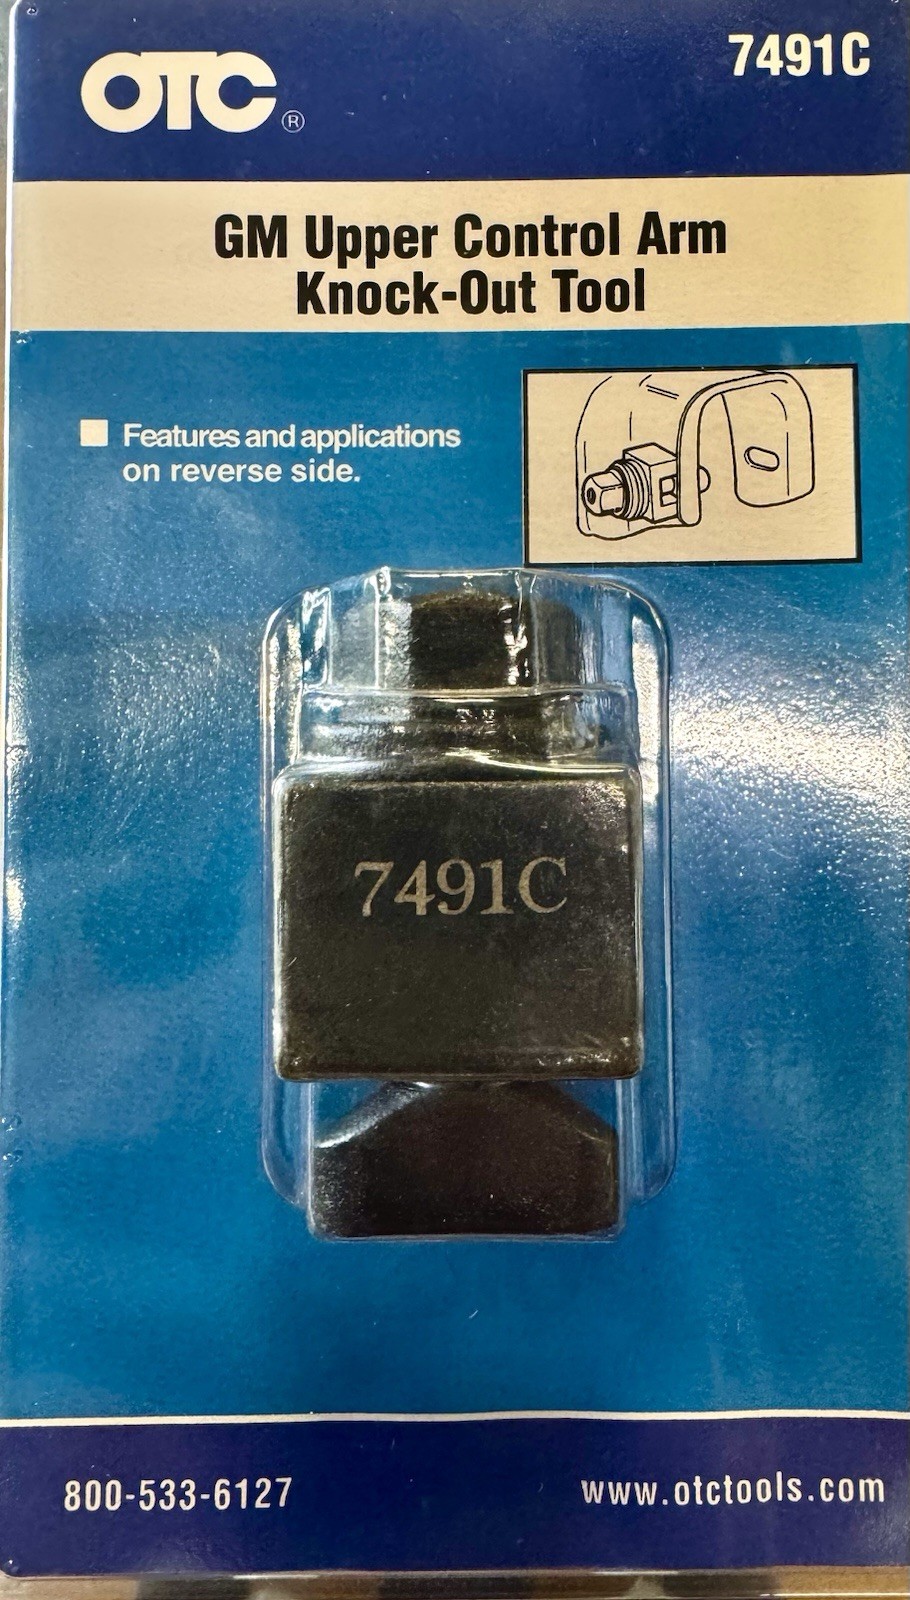 OTC®
7491C
GM Upper Control Arm
Knock-Out Tool
Features and applications
on reverse side.
7491C
800-533-6127
www.otctools.com